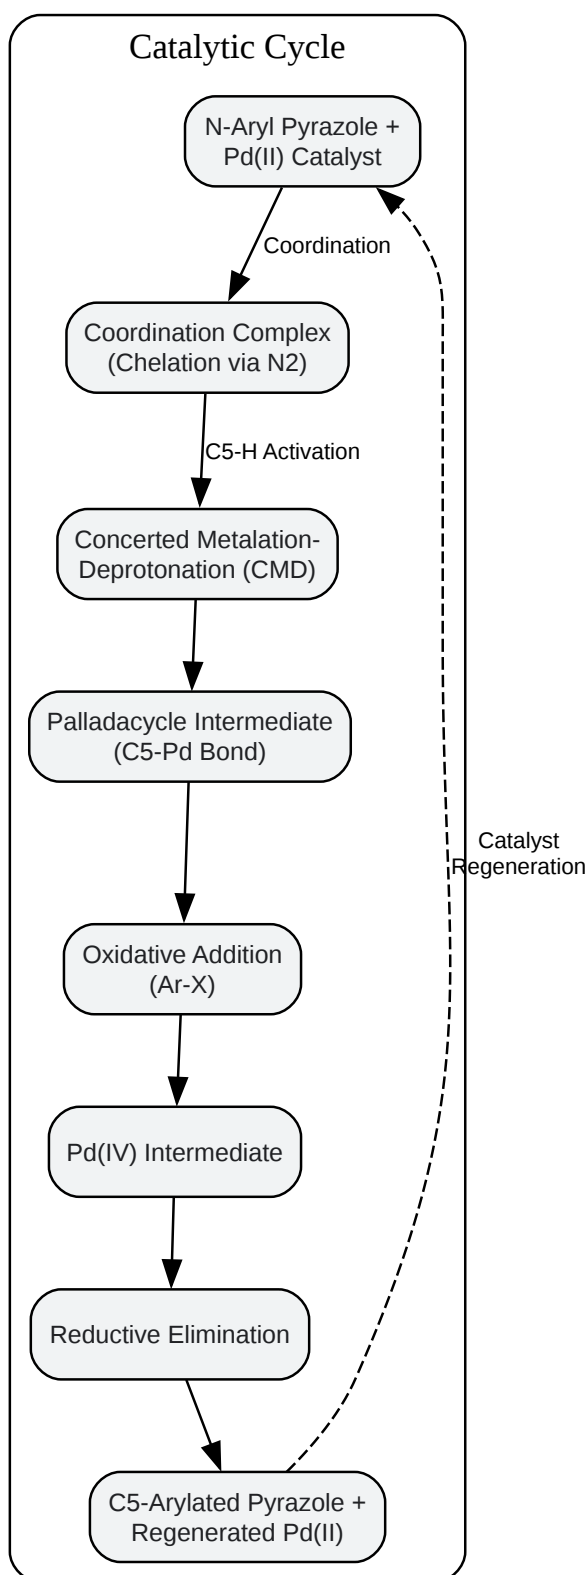 Catalytic Cycle
N-Aryl Pyrazole +
Pd(II) Catalyst
Coordination
Coordination Complex
(Chelation via N2)
C5-H Activation
Concerted Metalation-
Deprotonation (CMD)
Palladacycle Intermediate
(C5-Pd Bond)
Catalyst
Regeneration
Oxidative Addition
(Ar-X)
Pd(IV) Intermediate
Reductive Elimination
C5-Arylated Pyrazole +
Regenerated Pd(II)